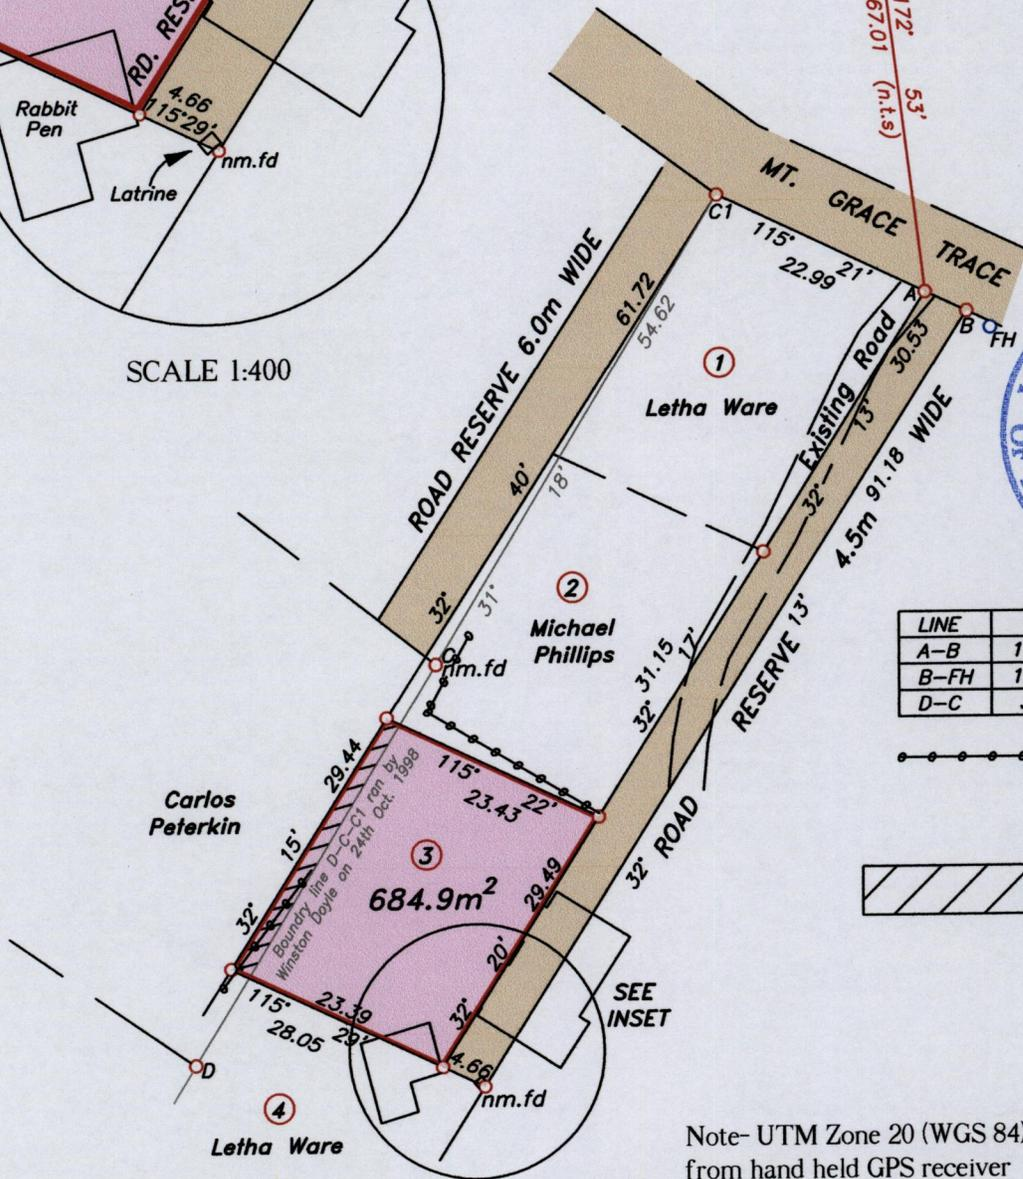 172° 53'
67.01 (n.t.s)
RD. RES
Rabbit
Pen
4.66
115°29'
nm.fd
Latrine
SCALE 1:400
MT. GRACE TRACE
C1
115° 21'
22.99
A
B
FH
ROAD RESERVE 6.0m WIDE
61.72
54.62
1
Letha Ware
Existing Road
30.53
13'
32°
4.5m 91.18 WIDE
40'
18'
32°
31°
2
Michael
Phillips
C
nm.fd
31.15
17'
32°
RESERVE 13'
32° ROAD
LINE
A-B 1
B-FH 1
D-C
29.44
15'
32°
Carlos
Peterkin
115° 22'
23.43
Boundry line D-C-C1 ran by
Winston Doyle on 24th Oct. 1998
3
684.9m²
29.49
20'
32°
SEE
INSET
115° 23.39
28.05 29'
4.66
nm.fd
D
4
Letha Ware
Note- UTM Zone 20 (WGS 84)
from hand held GPS receiver